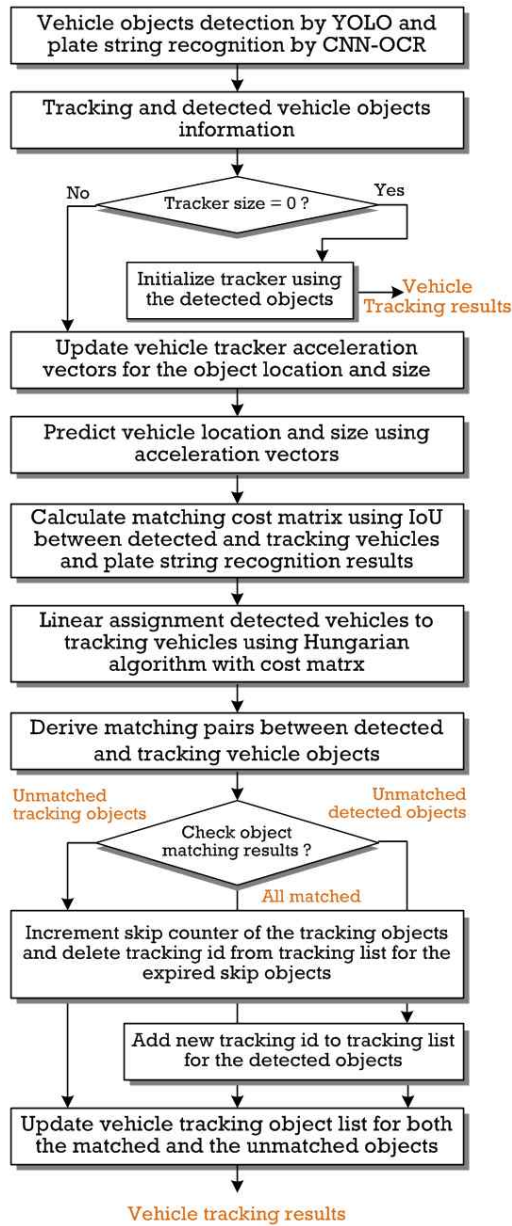 Vehicle objects detection by YOLO and
plate string recognition by CNN-OCR
Tracking and detected vehicle objects
information
No
Tracker size = 0 ?
Yes
Initialize tracker using
the detected objects
Vehicle
Tracking results
Update vehicle tracker acceleration
vectors for the object location and size
Predict vehicle location and size using
acceleration vectors
Calculate matching cost matrix using IoU
between detected and tracking vehicles
and plate string recognition results
Linear assignment detected vehicles to
tracking vehicles using Hungarian
algorithm with cost matrx
Derive matching pairs between detected
and tracking vehicle objects
Unmatched
tracking objects
Unmatched
detected objects
Check object
matching results ?
All matched
Increment skip counter of the tracking objects
and delete tracking id from tracking list for the
expired skip objects
Add new tracking id to tracking list
for the detected objects
Update vehicle tracking object list for both
the matched and the unmatched objects
Vehicle tracking results